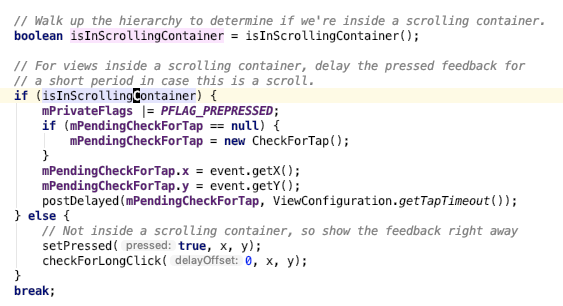 // Walk up the hierarchy to determine if we're inside a scrolling container.
boolean isInScrollingContainer = isInScrollingContainer();

// For views inside a scrolling container, delay the pressed feedback for
// a short period in case this is a scroll.
if (isInScrollingContainer) {
    mPrivateFlags |= PFLAG_PREPRESSED;
    if (mPendingCheckForTap == null) {
        mPendingCheckForTap = new CheckForTap();
    }
    mPendingCheckForTap.x = event.getX();
    mPendingCheckForTap.y = event.getY();
    postDelayed(mPendingCheckForTap, ViewConfiguration.getTapTimeout());
} else {
    // Not inside a scrolling container, so show the feedback right away
    setPressed( pressed: true, x, y);
    checkForLongClick( delayOffset: 0, x, y);
}
break;